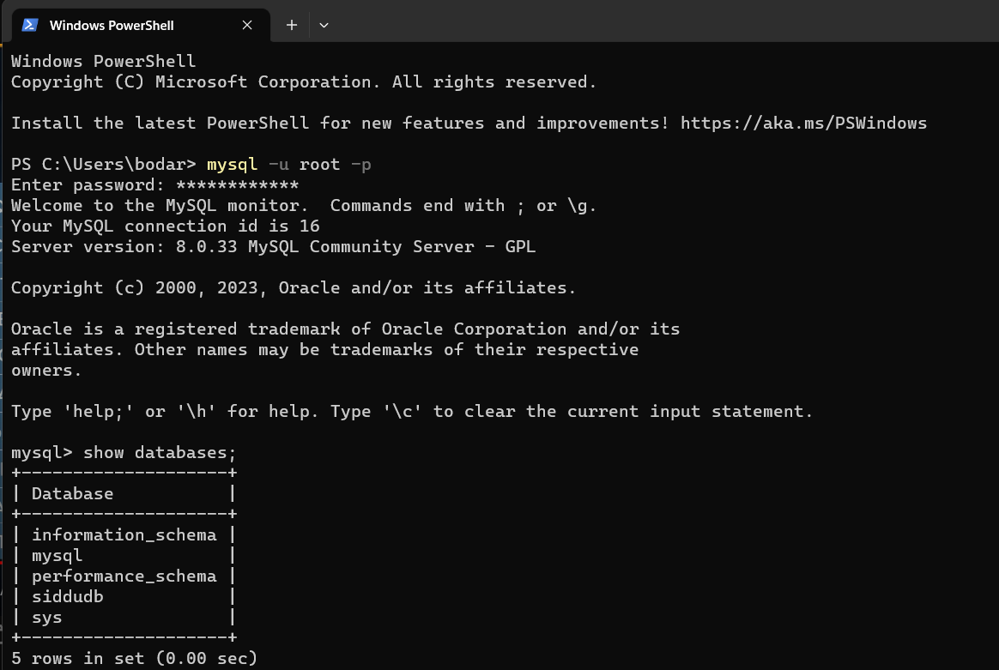 Windows PowerShell
Windows PowerShell
Copyright (C) Microsoft Corporation. All rights reserved.
Install the latest PowerShell for new features and improvements! https://aka.ms/PSWindows
PS C:\Users\bodar> mysql -u root -p
Enter password: ************
Welcome to the MySQL monitor.  Commands end with ; or \g.
Your MySQL connection id is 16
Server version: 8.0.33 MySQL Community Server - GPL
Copyright (c) 2000, 2023, Oracle and/or its affiliates.
Oracle is a registered trademark of Oracle Corporation and/or its
affiliates. Other names may be trademarks of their respective
owners.
Type 'help;' or '\h' for help. Type '\c' to clear the current input statement.
mysql> show databases;
+--------------------+
| Database           |
+--------------------+
| information_schema |
| mysql              |
| performance_schema |
| siddudb            |
| sys                |
+--------------------+
5 rows in set (0.00 sec)